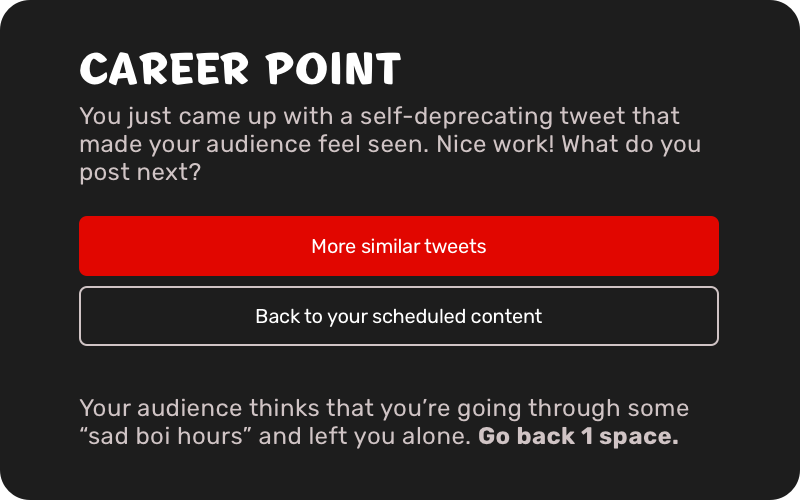 CAREER POINT
You just came up with a self-deprecating tweet that
made your audience feel seen. Nice work! What do you
post next?
More similar tweets
Back to your scheduled content
Your audience thinks that you’re going through some
“sad boi hours” and left you alone. Go back 1 space.